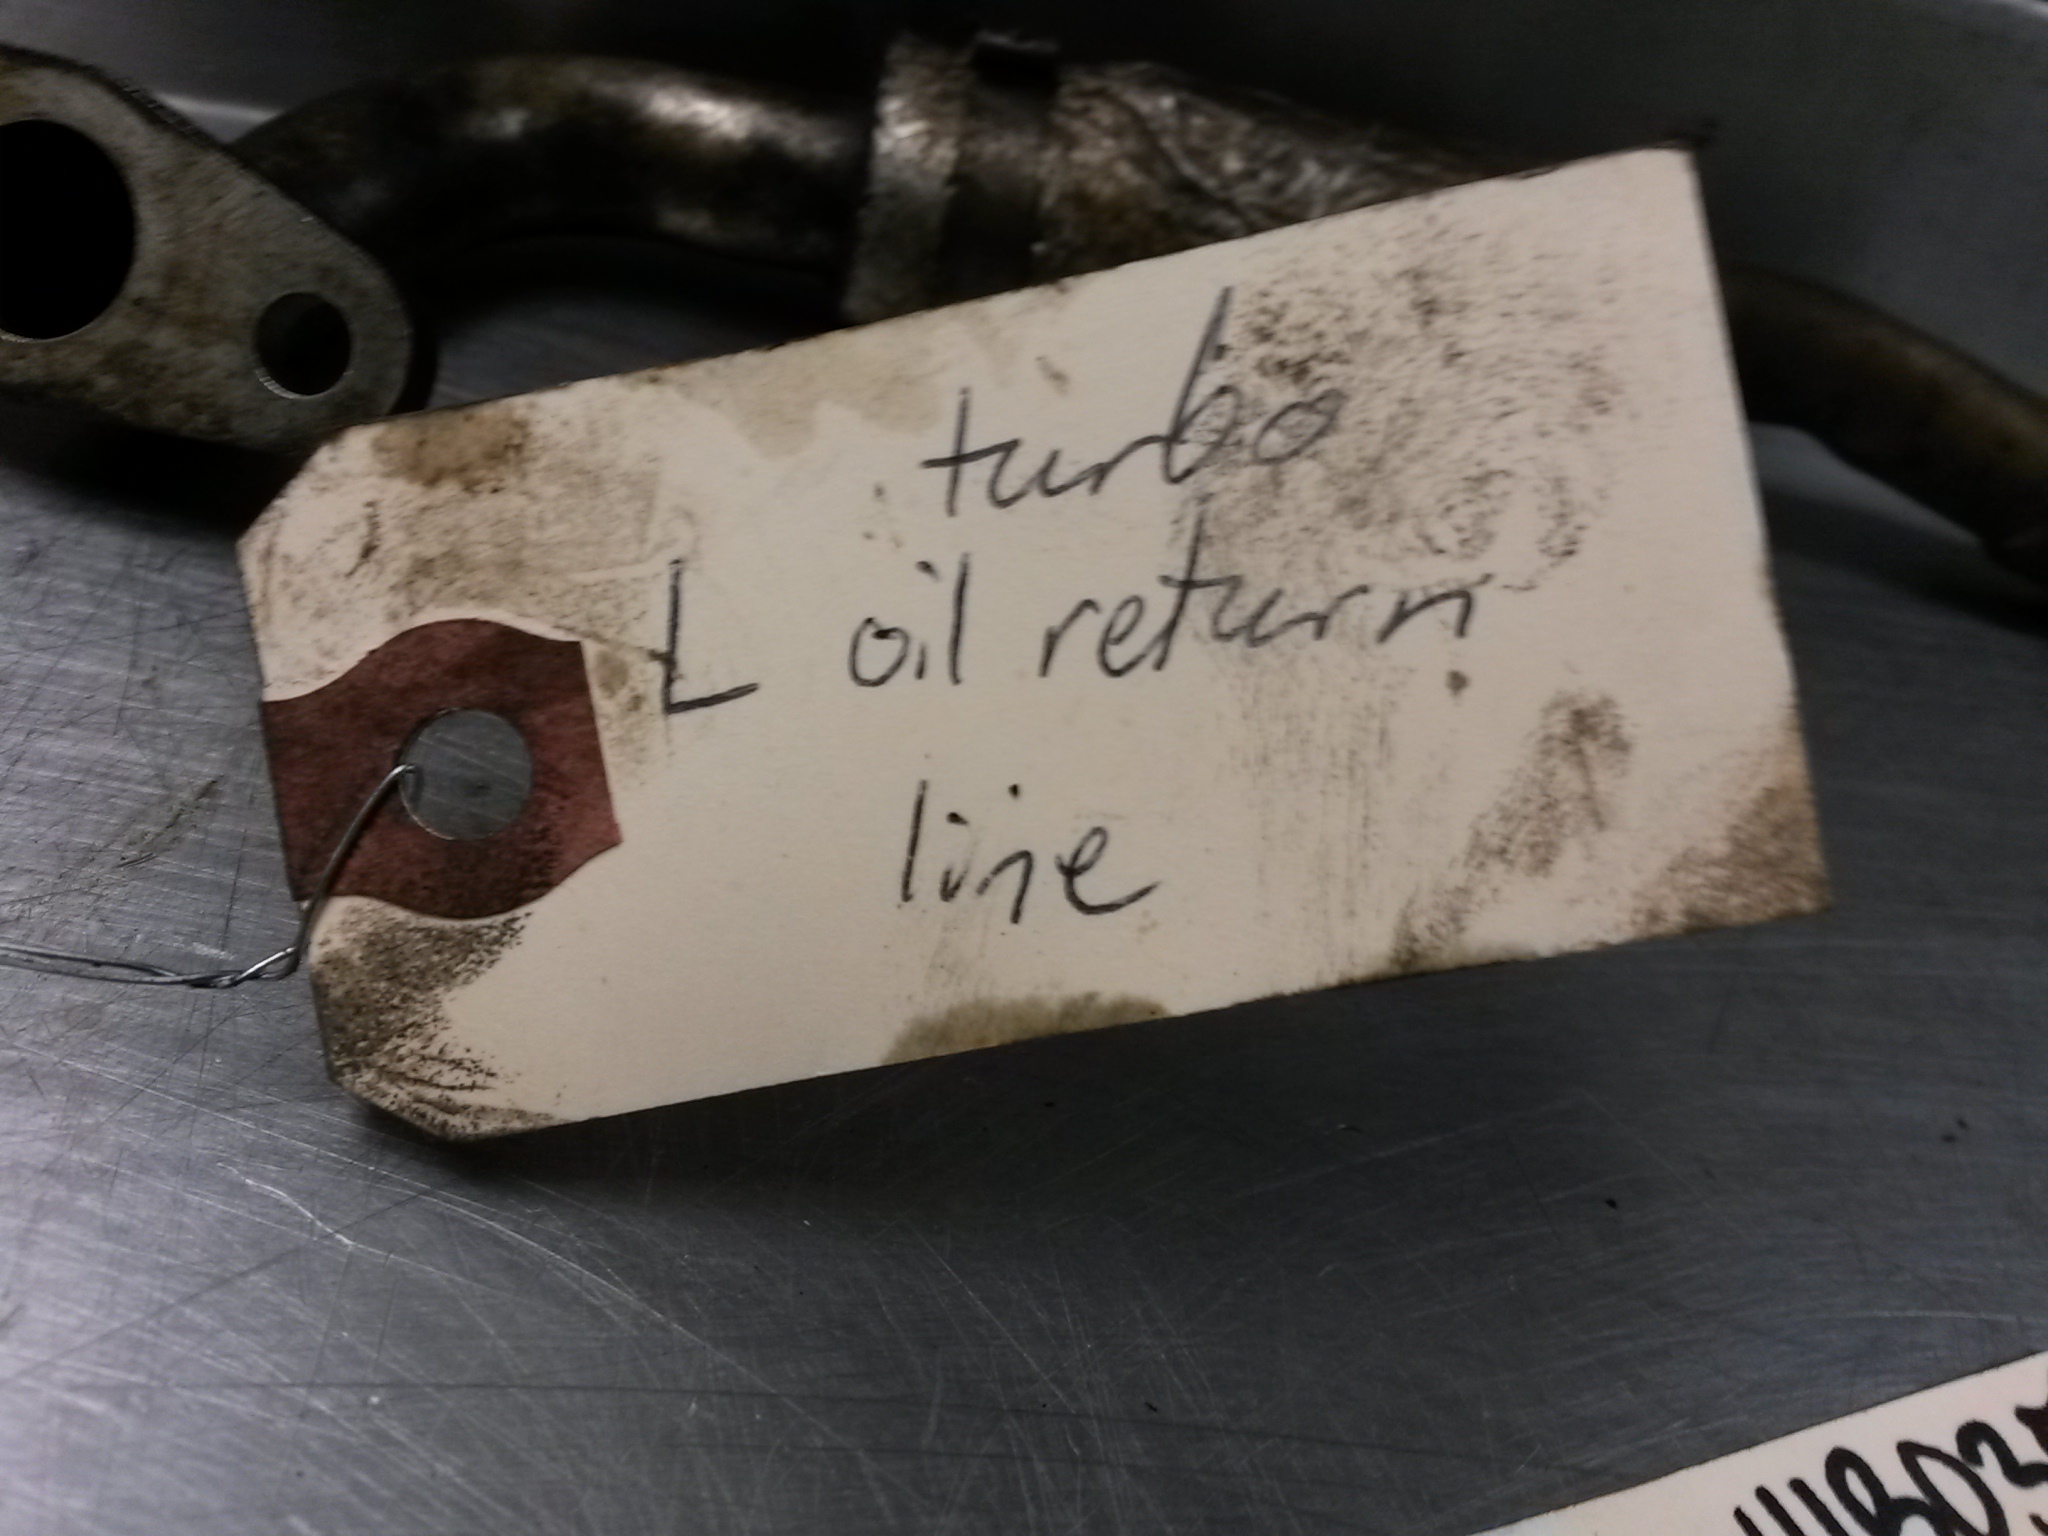 turbo
L oil return
line